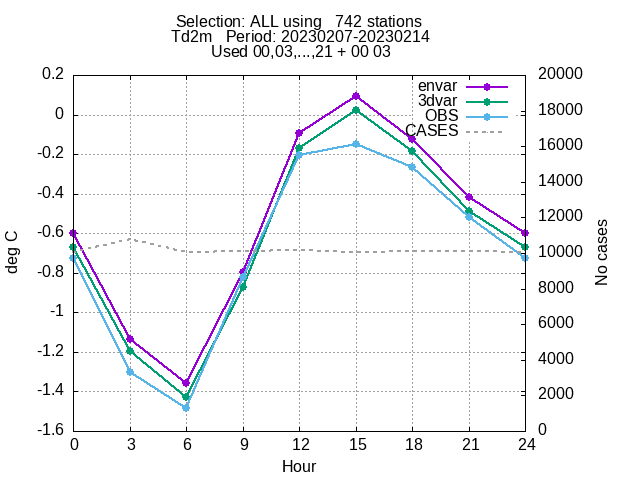 Selection: ALL using   742 stations
Td2m   Period: 20230207-20230214
Used 00,03,...,21 + 00 03
envar
3dvar
OBS
CASES
0.2
0
-0.2
-0.4
-0.6
-0.8
-1
-1.2
-1.4
-1.6
deg C
20000
18000
16000
14000
12000
10000
8000
6000
4000
2000
0
No cases
0 3 6 9 12 15 18 21 24
Hour